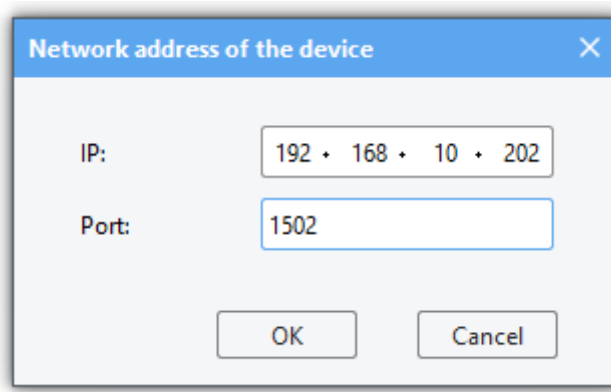 Network address of the device
IP: 192 . 168 . 10 . 202
Port: 1502
OK Cancel